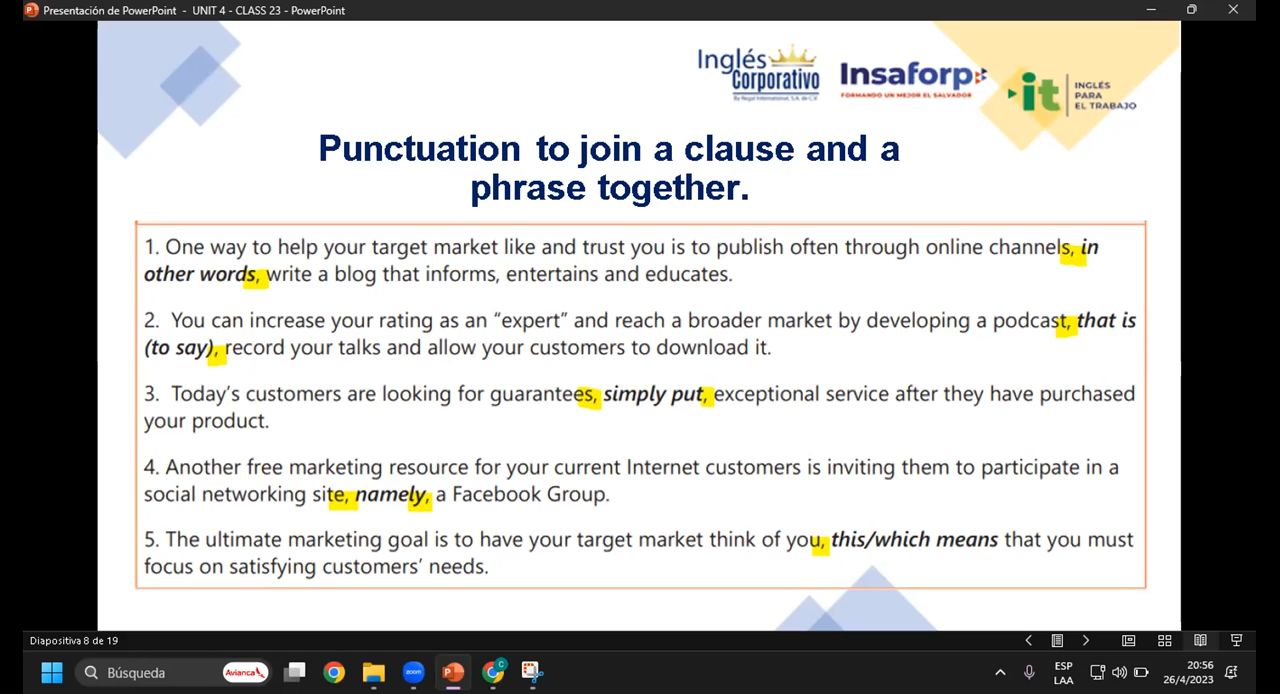 Presentación de PowerPoint - UNIT 4 - CLASS 23 - PowerPoint
Inglés
Corporativo
Insaforp
FORMANDO UN MEJOR EL SALVADOR
it
INGLÉS
PARA
EL TRABAJO
Punctuation to join a clause and a
phrase together.
1. One way to help your target market like and trust you is to publish often through online channels, in
other words, write a blog that informs, entertains and educates.
2. You can increase your rating as an “expert” and reach a broader market by developing a podcast, that is
(to say), record your talks and allow your customers to download it.
3. Today’s customers are looking for guarantees, simply put, exceptional service after they have purchased
your product.
4. Another free marketing resource for your current Internet customers is inviting them to participate in a
social networking site, namely, a Facebook Group.
5. The ultimate marketing goal is to have your target market think of you, this/which means that you must
focus on satisfying customers’ needs.
Diapositiva 8 de 19
Búsqueda
Avianca
zoom
C
ESP
LAA
20:56
26/4/2023